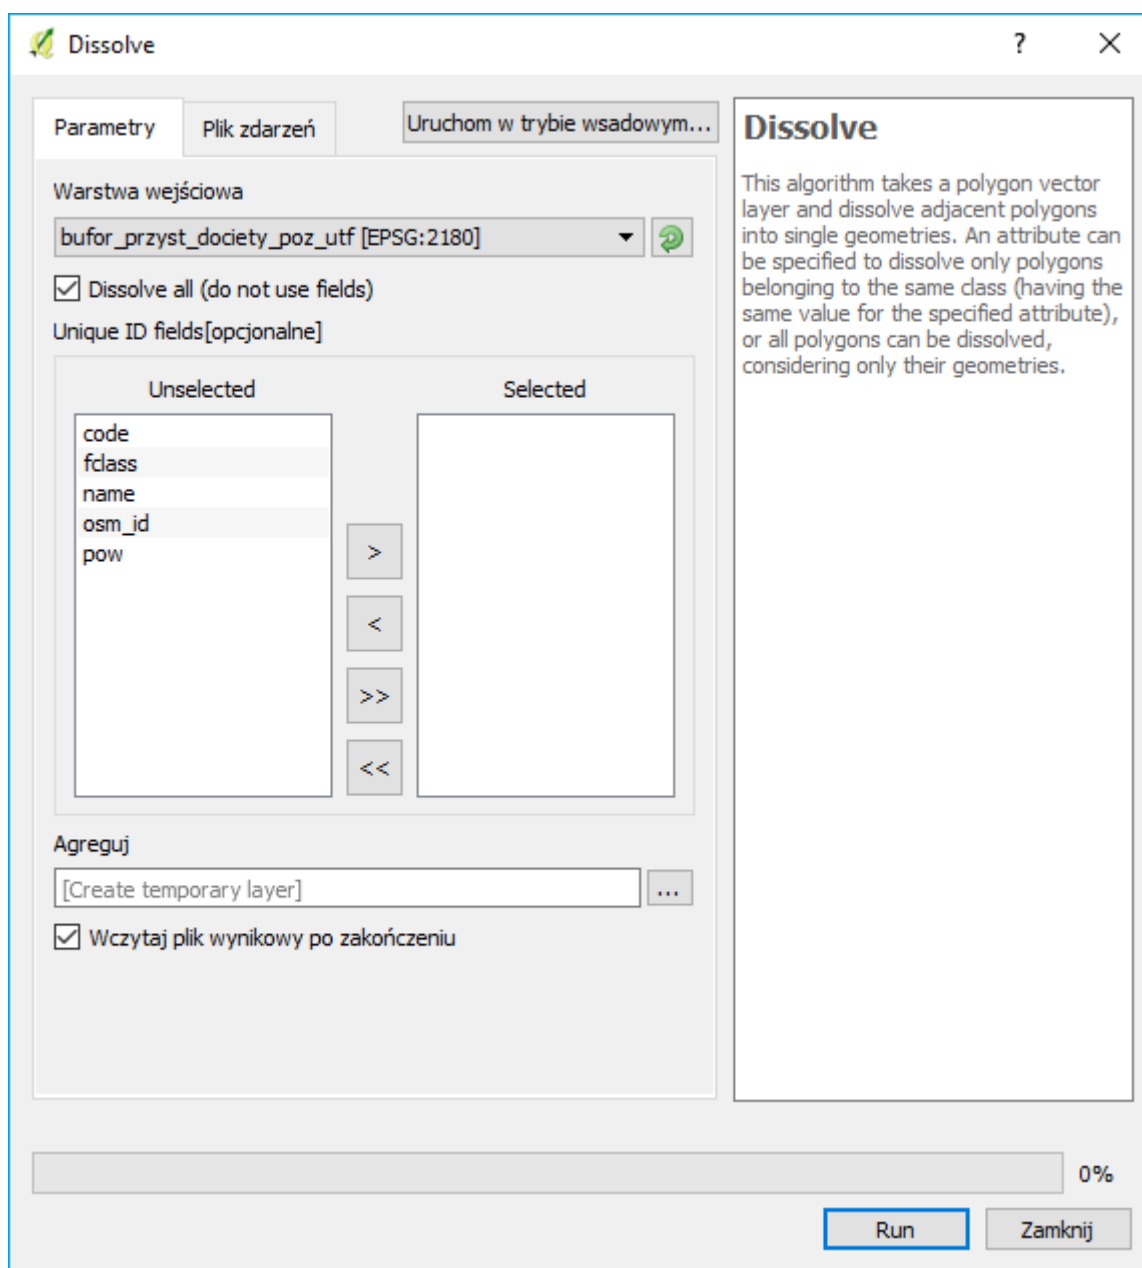 Dissolve
?
Parametry
Plik zdarzeń
Uruchom w trybie wsadowym...
Warstwa wejściowa
bufor_przyst_dociety_poz_utf [EPSG:2180]
Dissolve all (do not use fields)
Unique ID fields[opcjonalne]
Unselected
Selected
code
fclass
name
osm_id
pow
>
<
>>
<<
Agreguj
[Create temporary layer]
...
Wczytaj plik wynikowy po zakończeniu
Dissolve
This algorithm takes a polygon vector
layer and dissolve adjacent polygons
into single geometries. An attribute can
be specified to dissolve only polygons
belonging to the same class (having the
same value for the specified attribute),
or all polygons can be dissolved,
considering only their geometries.
0%
Run
Zamknij